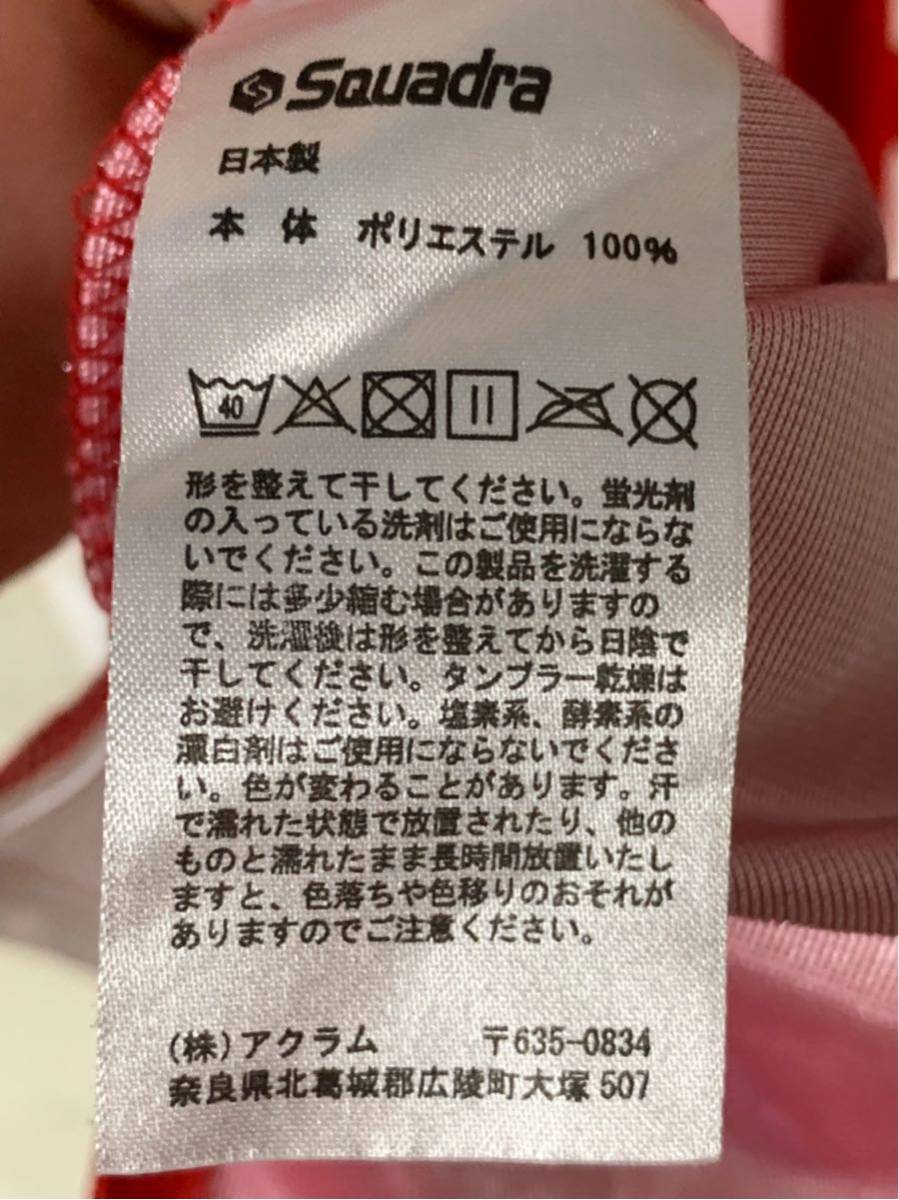 Squadra
日本製
本 体 ポリエステル 100%
40
形を整えて干してください。蛍光剤
の入っている洗剤はご使用にならな
いでください。この製品を洗濯する
際には多少縮む場合がありますの
で、洗濯後は形を整えてから日陰で
干してください。タンブラー乾燥は
お避けください。塩素系、酵素系の
漂白剤はご使用にならないでくださ
い。色が変わることがあります。汗
で濡れた状態で放置されたり、他の
ものと濡れたまま長時間放置いたし
ますと、色落ちや色移りのおそれが
ありますのでご注意ください。
(株)アクラム 〒635-0834
奈良県北葛城郡広陵町大塚507